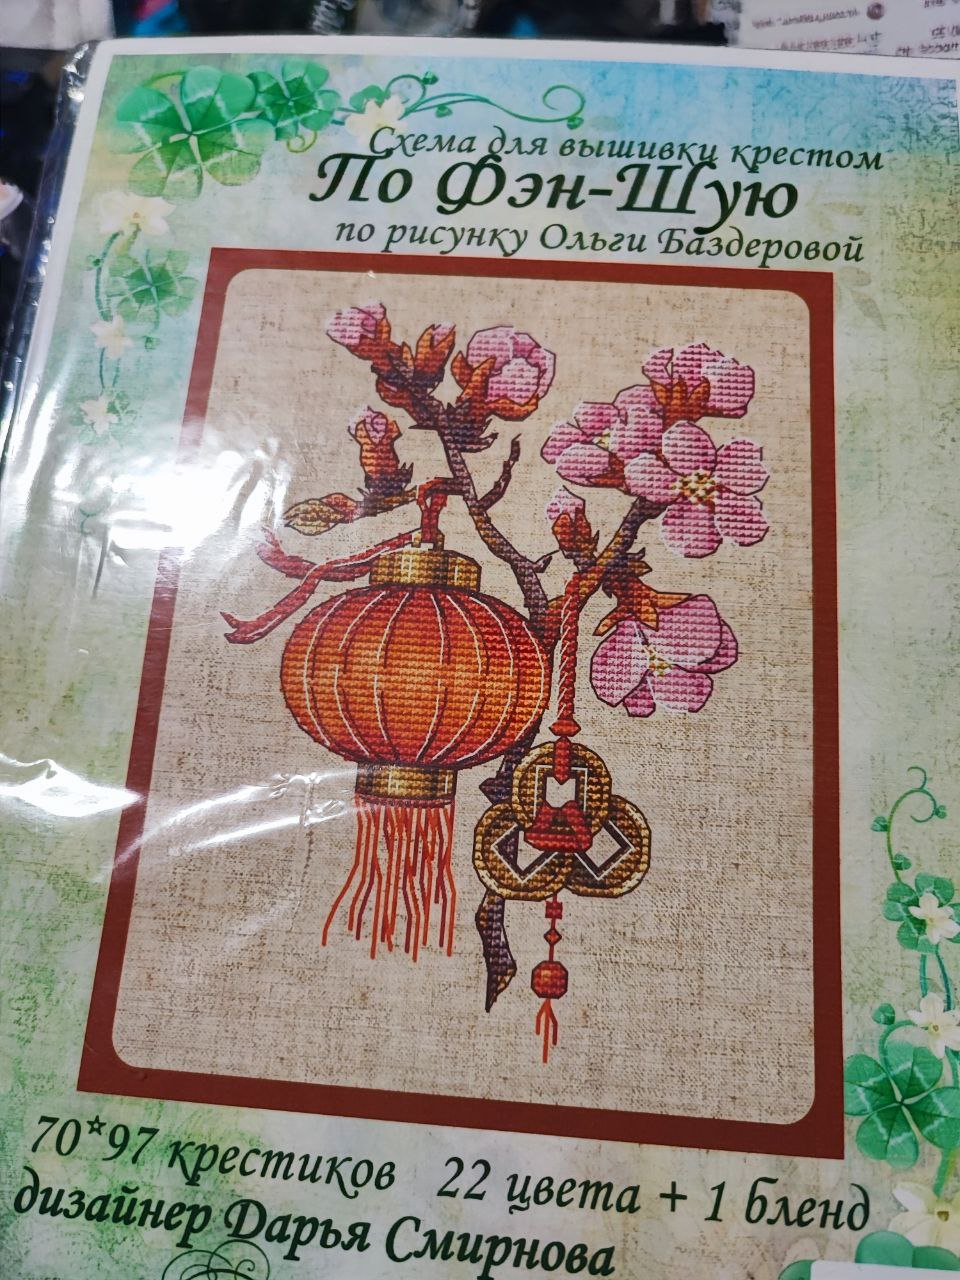 Схема для вышивки крестом
По Фэн-Шую
по рисунку Ольги Баздеровой
70*97 крестиков 22 цвета + 1 бленд
дизайнер Дарья Смирнова